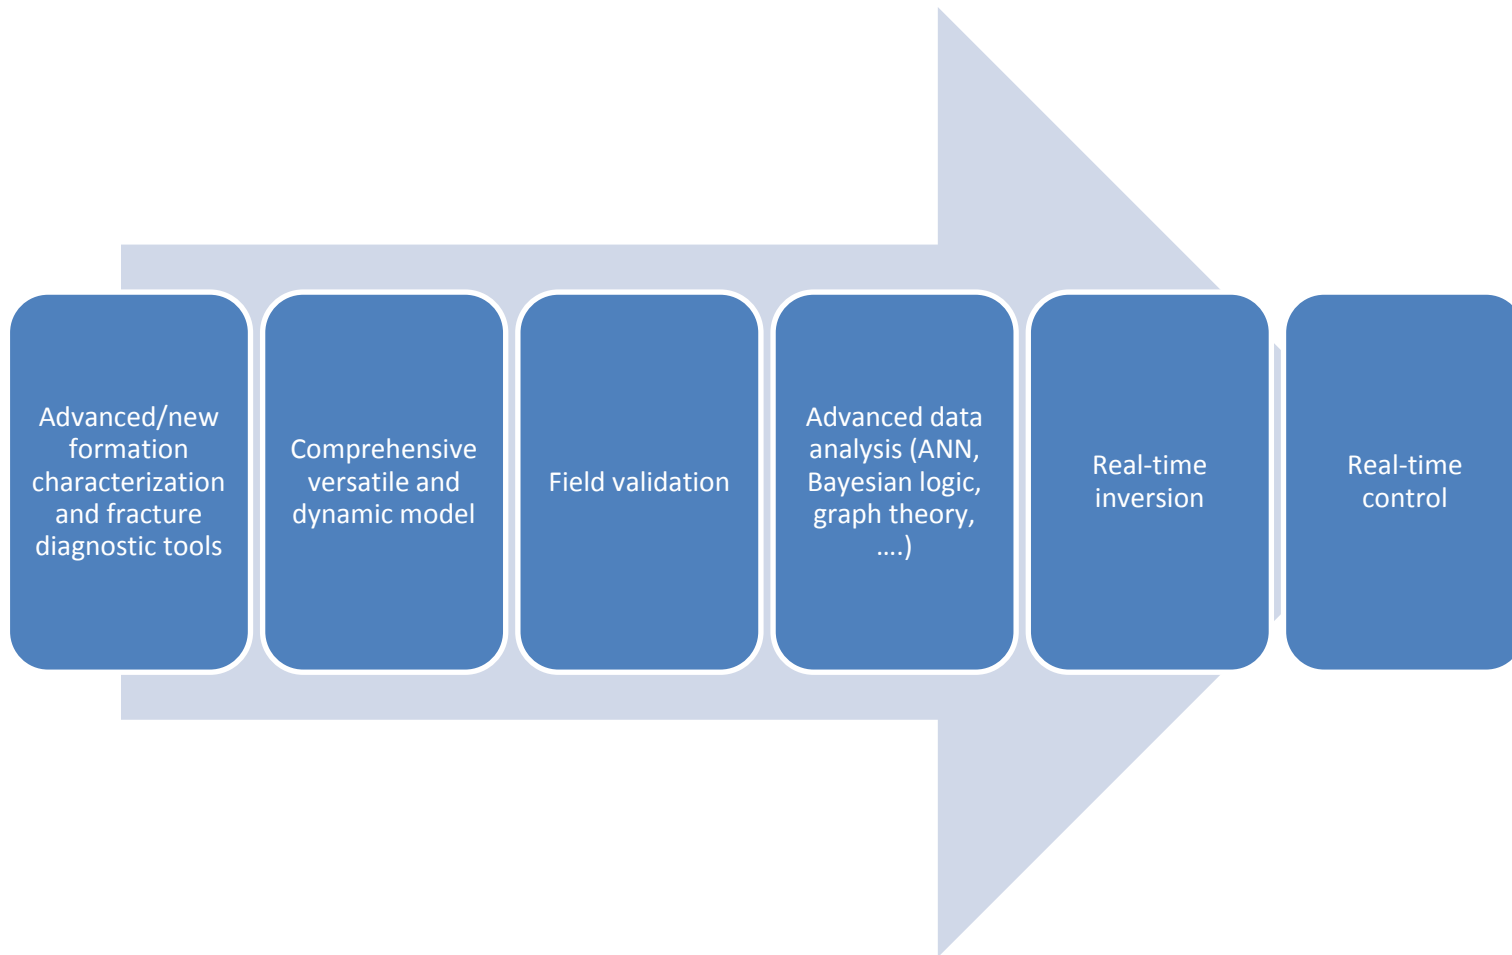 Advanced/new
formation
characterization
and fracture
diagnostic tools
Comprehensive
versatile and
dynamic model
Field validation
Advanced data
analysis (ANN,
Bayesian logic,
graph theory,
....)
Real-time
inversion
Real-time
control